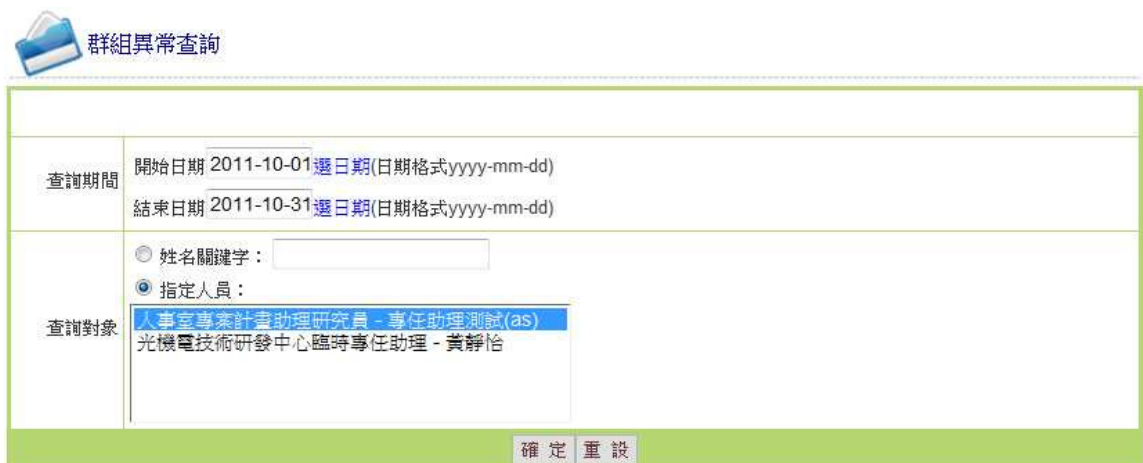 群組異常查詢
查詢期間
開始日期 2011-10-01 選日期(日期格式yyyy-mm-dd)
結束日期 2011-10-31 選日期(日期格式yyyy-mm-dd)
查詢對象
姓名關鍵字：
指定人員：
人事室專案計畫助理研究員 - 專任助理測試(as)
光機電技術研發中心臨時專任助理 - 黃靜怡
確 定 重 設